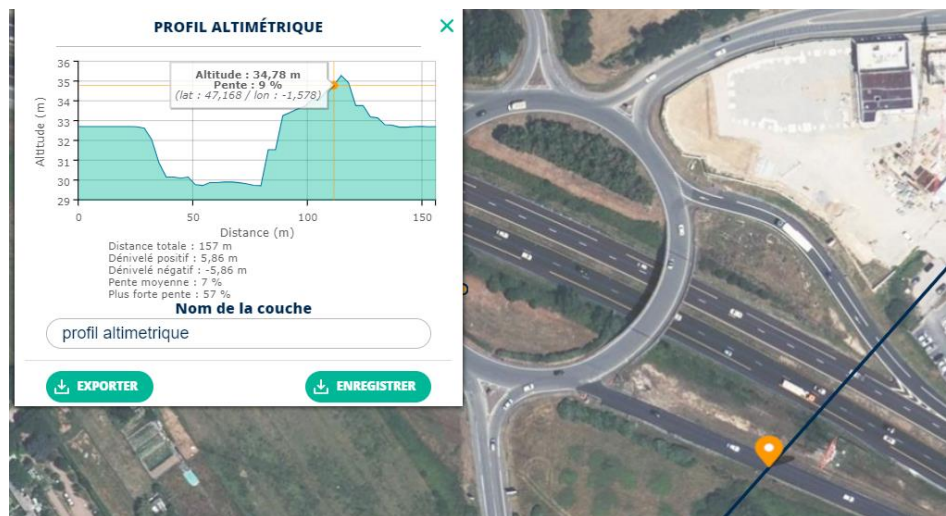 PROFIL ALTIMÉTRIQUE
36
35
34
33
32
31
30
29
Altitude (m)
Altitude : 34,78 m
Pente : 9 %
(lat : 47,168 / lon : -1,578)
0 50 100 150
Distance (m)
Distance totale : 157 m
Dénivelé positif : 5,86 m
Dénivelé négatif : -5,86 m
Pente moyenne : 7 %
Plus forte pente : 57 %
Nom de la couche
profil altimetrique
EXPORTER
ENREGISTRER